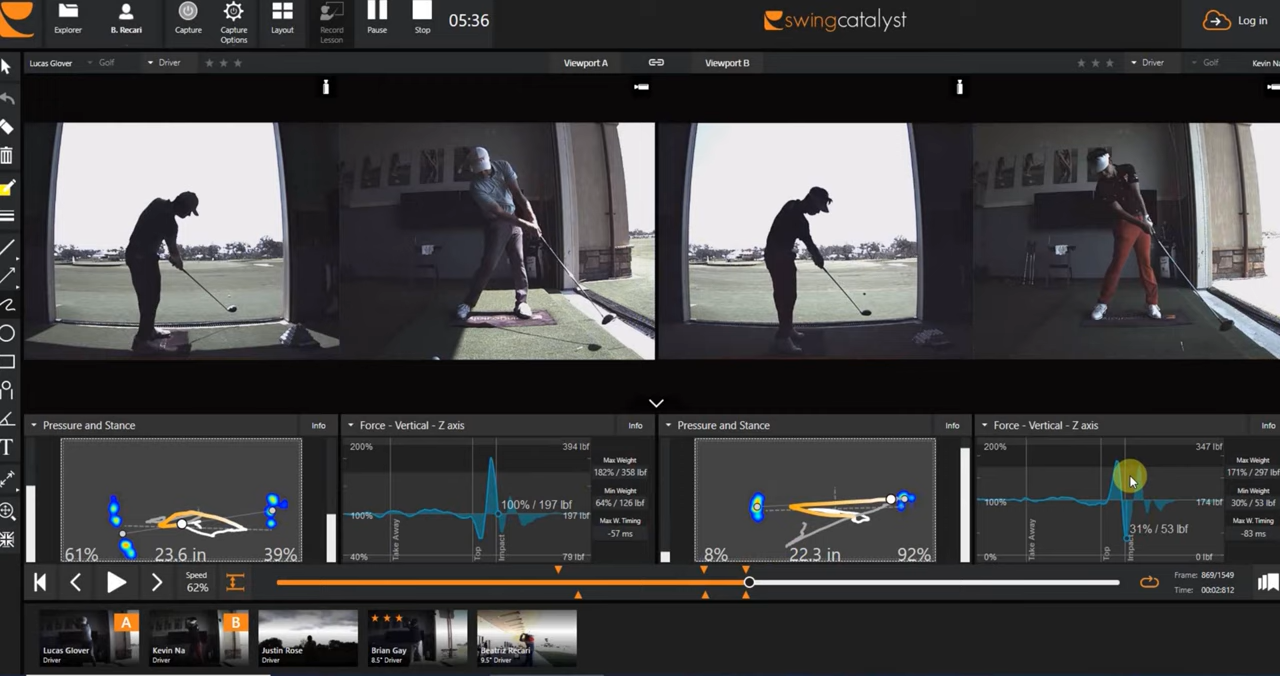 Explorer
B. Recari
Capture
Capture
Options
Layout
Record
Lesson
Pause
Stop
05:36
swingcatalyst
Log in
Lucas Glover
Golf
Driver
Viewport A
Viewport B
Driver
Golf
Kevin Na
Pressure and Stance
Info
Force - Vertical - Z axis
Info
Pressure and Stance
Info
Force - Vertical - Z axis
Info
61%
23.6 in
39%
200%
394 lbf
100%
100% / 197 lbf
197 lbf
40%
79 lbf
Take Away
Top
Impact
Max Weight
182% / 358 lbf
Min Weight
64% / 126 lbf
Max W. Timing
-57 ms
8%
22.3 in
92%
200%
347 lbf
100%
174 lbf
31% / 53 lbf
0%
0 lbf
Take Away
Top
Impact
Max Weight
171% / 297 lbf
Min Weight
30% / 53 lbf
Max W. Timing
-83 ms
Speed
62%
Frame: 869/1549
Time: 00:02:812
A
Lucas Glover
Driver
B
Kevin Na
Driver
Justin Rose
Driver
Brian Gay
8.5° Driver
Beatriz Recari
9.5° Driver
T